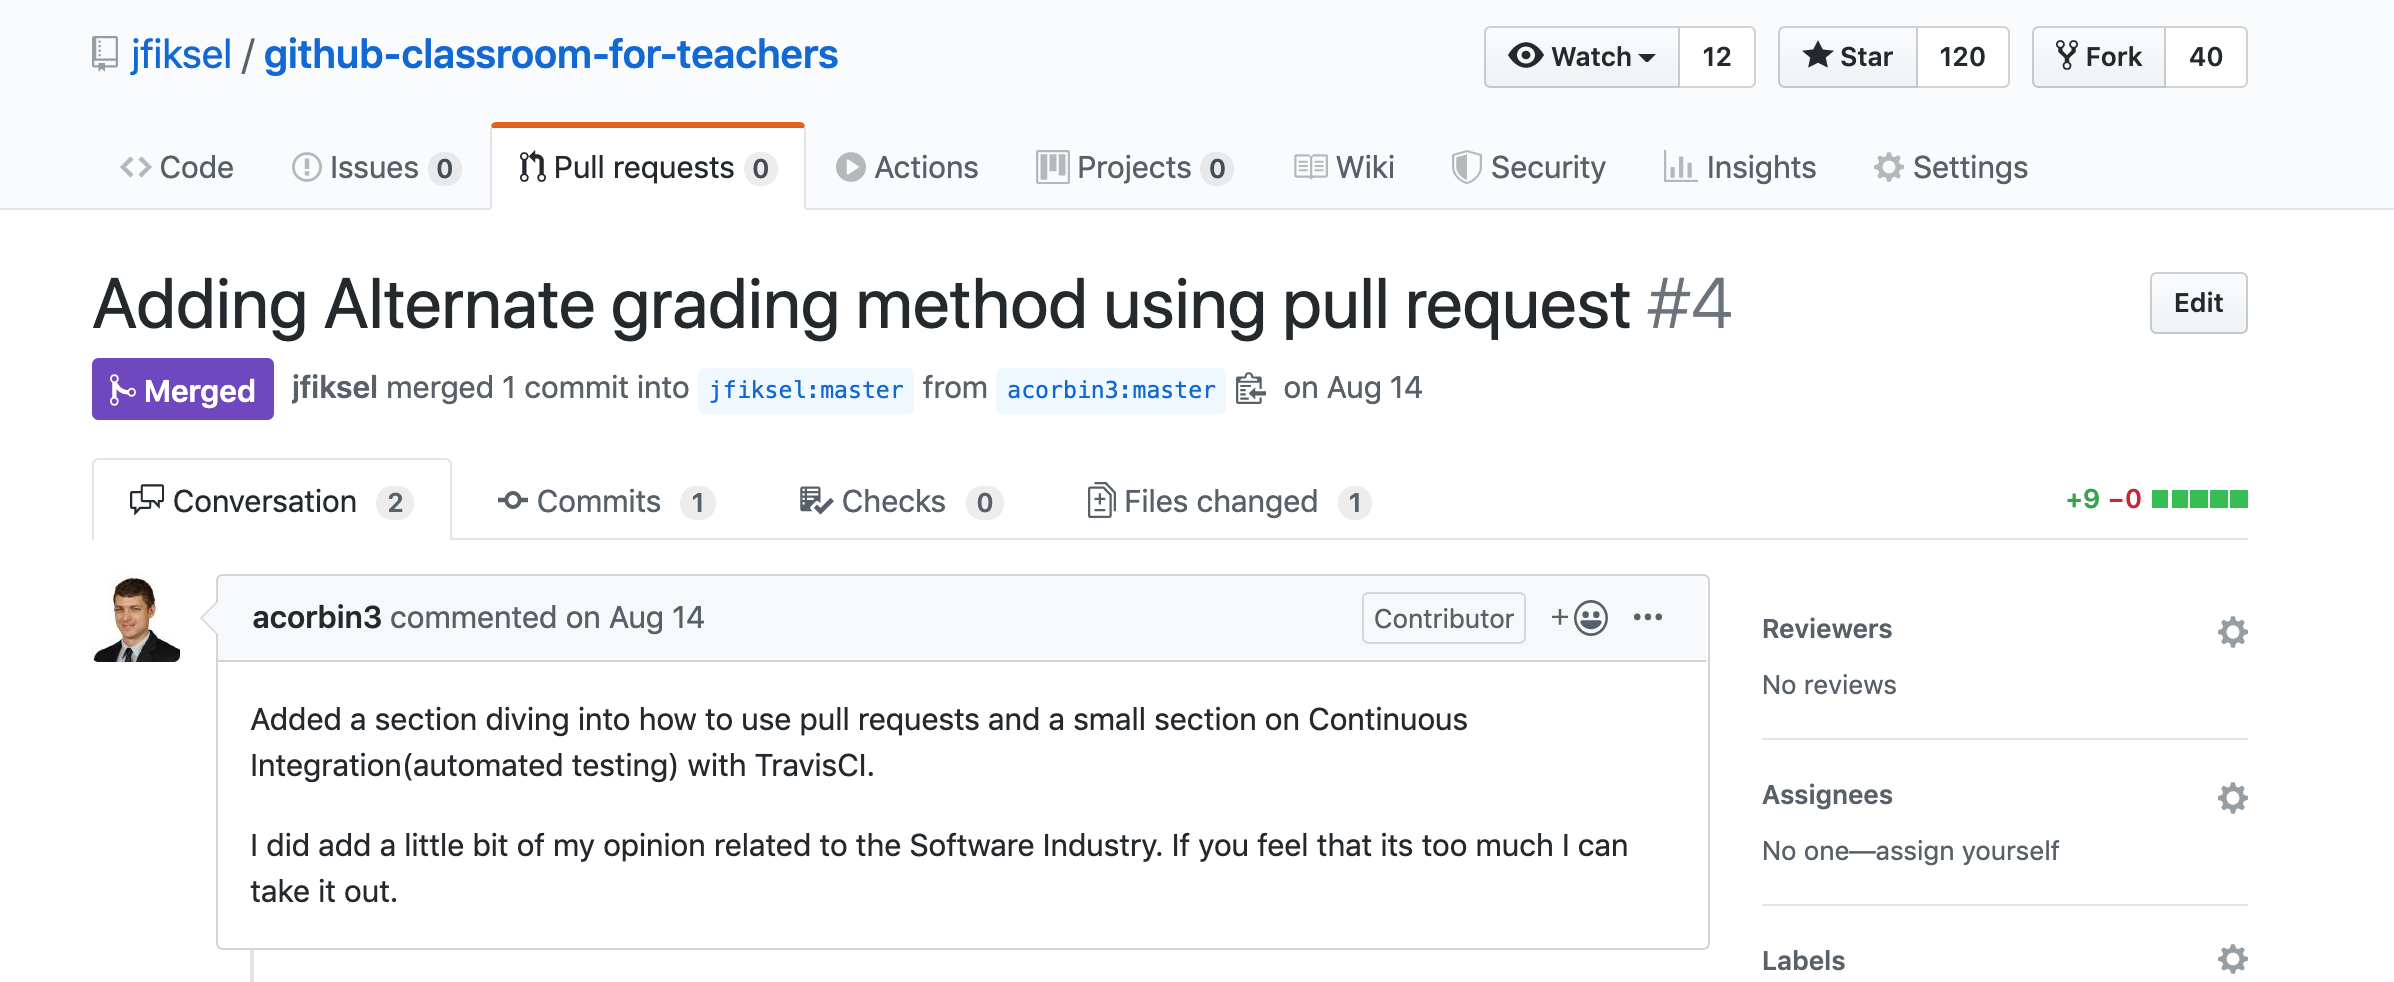 jfiksel / github-classroom-for-teachers
Watch 12 Star 120 Fork 40
Code Issues 0 Pull requests 0 Actions Projects 0 Wiki Security Insights Settings
Adding Alternate grading method using pull request #4
Edit
Merged jfiksel merged 1 commit into jfiksel:master from acorbin3:master on Aug 14
Conversation 2 Commits 1 Checks 0 Files changed 1 +9 −0
acorbin3 commented on Aug 14 Contributor
Added a section diving into how to use pull requests and a small section on Continuous
Integration(automated testing) with TravisCI.
I did add a little bit of my opinion related to the Software Industry. If you feel that its too much I can
take it out.
Reviewers
No reviews
Assignees
No one—assign yourself
Labels